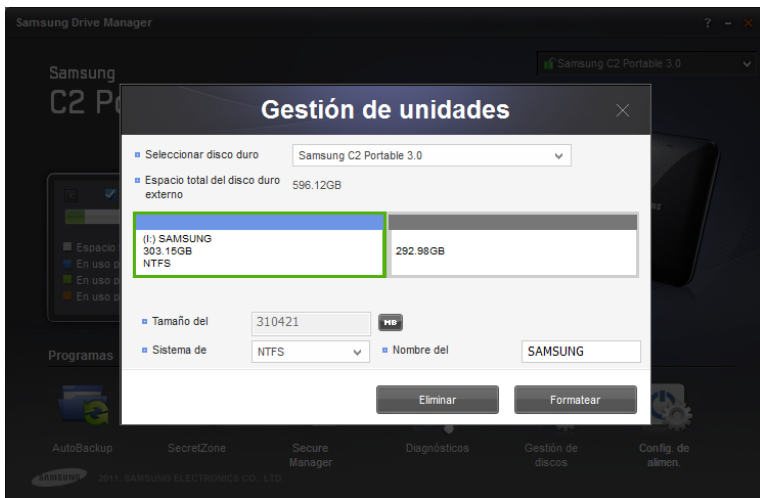 Samsung Drive Manager
? - ×
Samsung C2 Portable 3.0
Samsung
C2
Gestión de unidades
Seleccionar disco duro
Samsung C2 Portable 3.0
Espacio total del disco duro
externo
596.12GB
(I:) SAMSUNG
303.15GB
NTFS
292.98GB
Espacio
En uso
En uso
En uso
Tamaño del
310421
MB
Sistema de
NTFS
Nombre del
SAMSUNG
Programas
Eliminar
Formatear
AutoBackup
SecretZone
Secure
Manager
Diagnósticos
Gestión de
discos
Config. de
alimen.
SAMSUNG
2011. SAMSUNG ELECTRONICS CO., LTD.